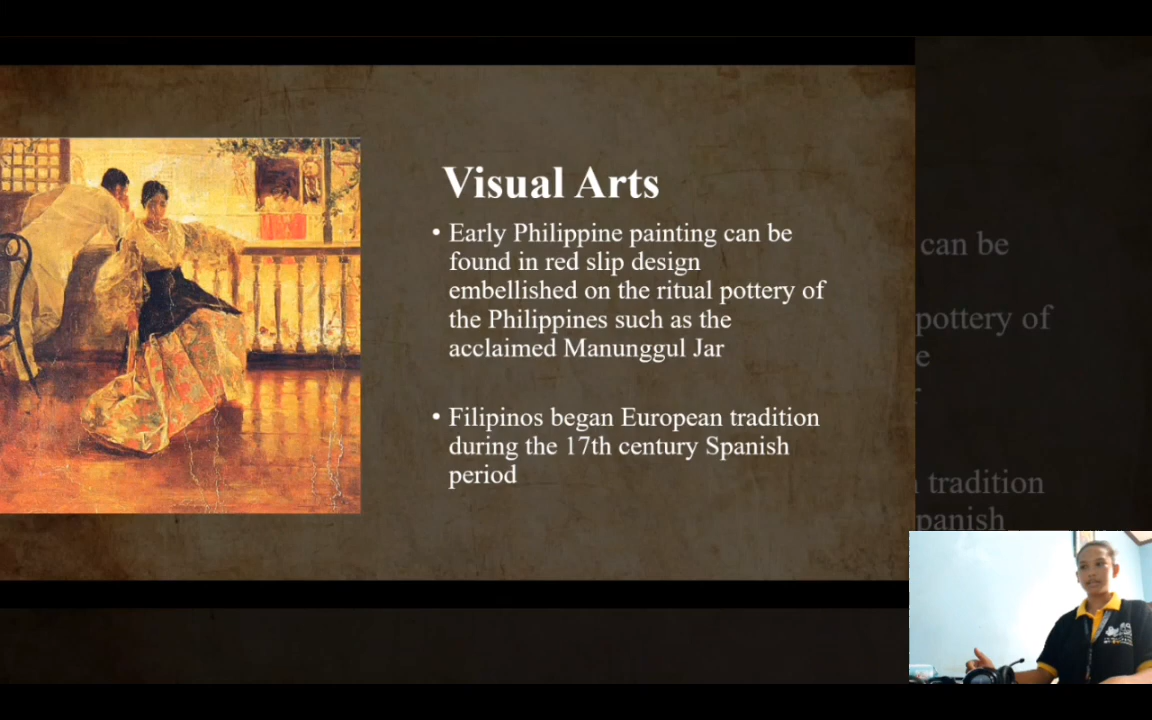 Visual Arts
• Early Philippine painting can be
found in red slip design
embellished on the ritual pottery of
the Philippines such as the
acclaimed Manunggul Jar
• Filipinos began European tradition
during the 17th century Spanish
period
can be
pottery of
tradition
panish